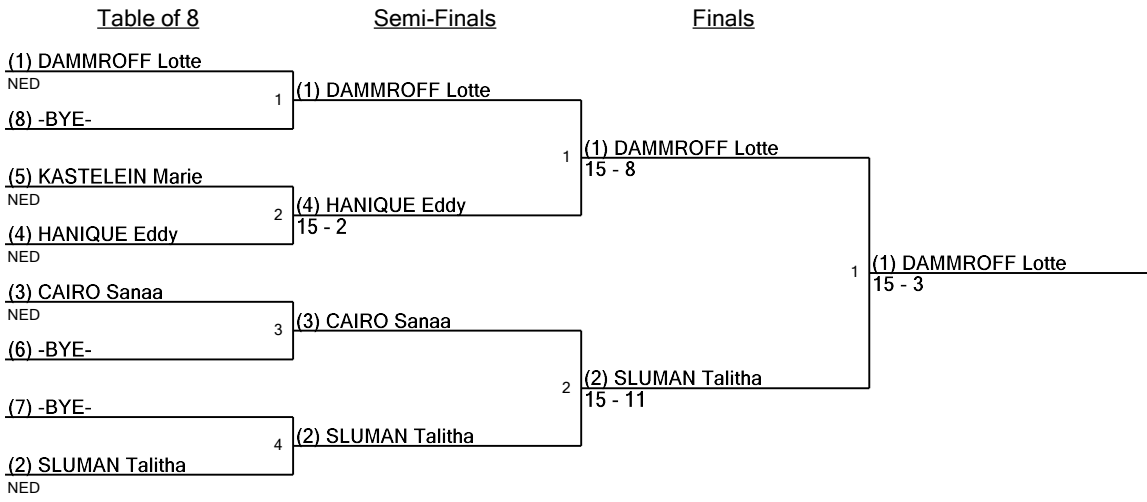 Table of 8 Semi-Finals Finals
(1) DAMMROFF Lotte
NED
1
(8) -BYE-
(5) KASTELEIN Marie
NED
2
(4) HANIQUE Eddy
NED
(3) CAIRO Sanaa
NED
3
(6) -BYE-
(7) -BYE-
4
(2) SLUMAN Talitha
NED
(1) DAMMROFF Lotte
1
(4) HANIQUE Eddy
15 - 2
(3) CAIRO Sanaa
2
(2) SLUMAN Talitha
(1) DAMMROFF Lotte
15 - 8
1
(2) SLUMAN Talitha
15 - 11
(1) DAMMROFF Lotte
15 - 3